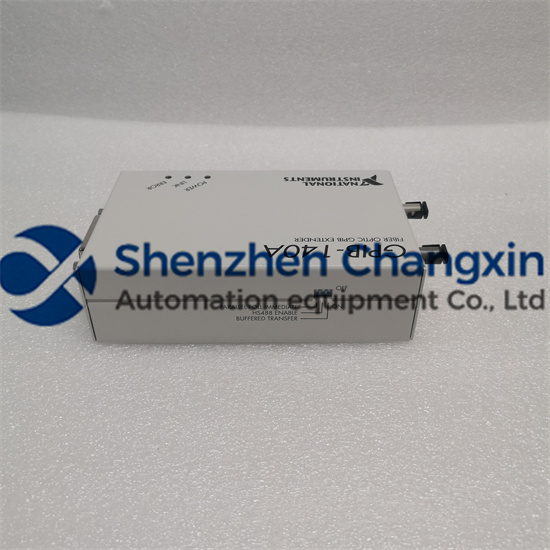 NATIONAL
INSTRUMENTS
POWER
LINK
ERROR
GPIB-140A
FIBER OPTIC GPIB EXTENDER
Shenzhen Changxin
Automation equipment Co., Ltd
HS488 ENABLE
BUFFERED TRANSFER